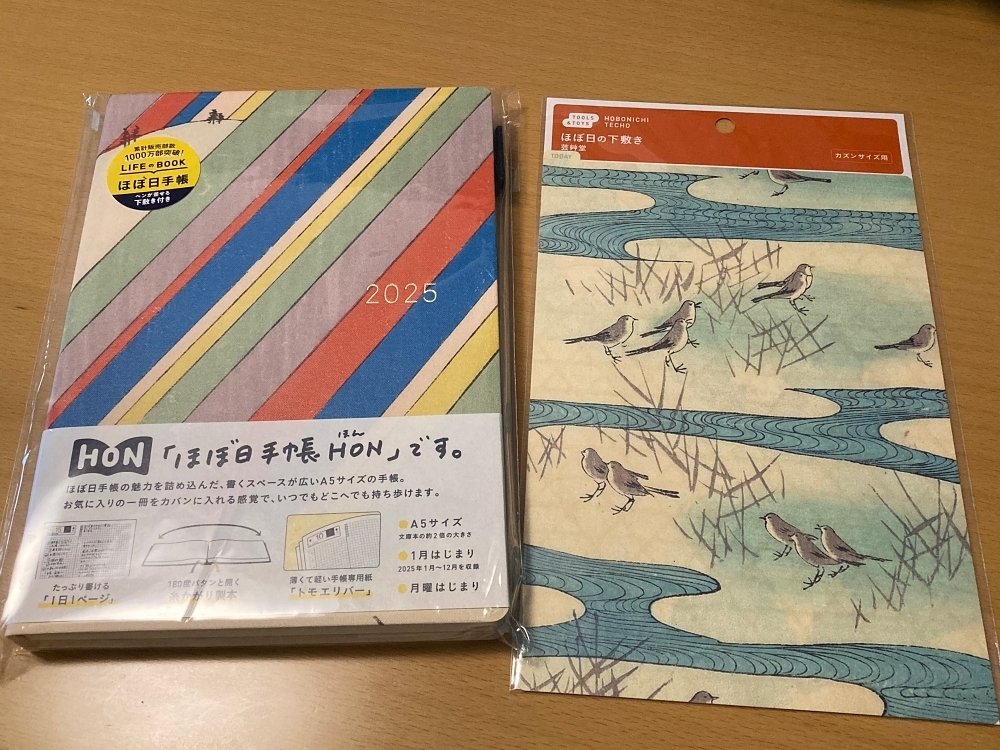 累計販売部数
1000万部突破!
LIFEのBOOK
ほぼ日手帳
ペンが直せる
下敷き付き
2025
HON
「ほぼ日手帳HON」です。
ほん
ほぼ日手帳の魅力を詰め込んだ、書くスペースが広いA5サイズの手帳。
お気に入りの一冊をカバンに入れる感覚で、いつでもどこへでも持ち歩けます。
たっぷり書ける
「1日1ページ」
180度パタンと開く
糸かがり製本
薄くて軽い手帳専用紙
「トモエリバー」
A5サイズ
文庫本の約2倍の大きさ
1月はじまり
2025年1月〜12月を収録
月曜はじまり
TOOLS
&TOYS
HOBONICHI
TECHO
ほぼ日の下敷き
芸艸堂
TODAY
カズンサイズ用